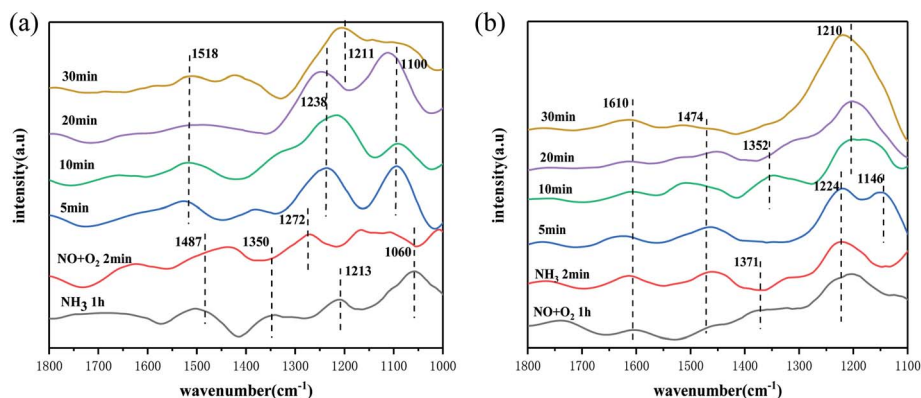 (a)
1518
1211
1100
30min
1238
20min
10min
5min
1272
1487
1350
1060
NO+O₂ 2min
1213
NH₃ 1h
intensity(a.u)
1800 1700 1600 1500 1400 1300 1200 1100 1000
wavenumber(cm⁻¹)
(b)
1210
1610
1474
30min
1352
20min
10min
1224
1146
5min
1371
NH₃ 2min
NO+O₂ 1h
intensity(a.u)
1800 1700 1600 1500 1400 1300 1200 1100
wavenumber(cm⁻¹)